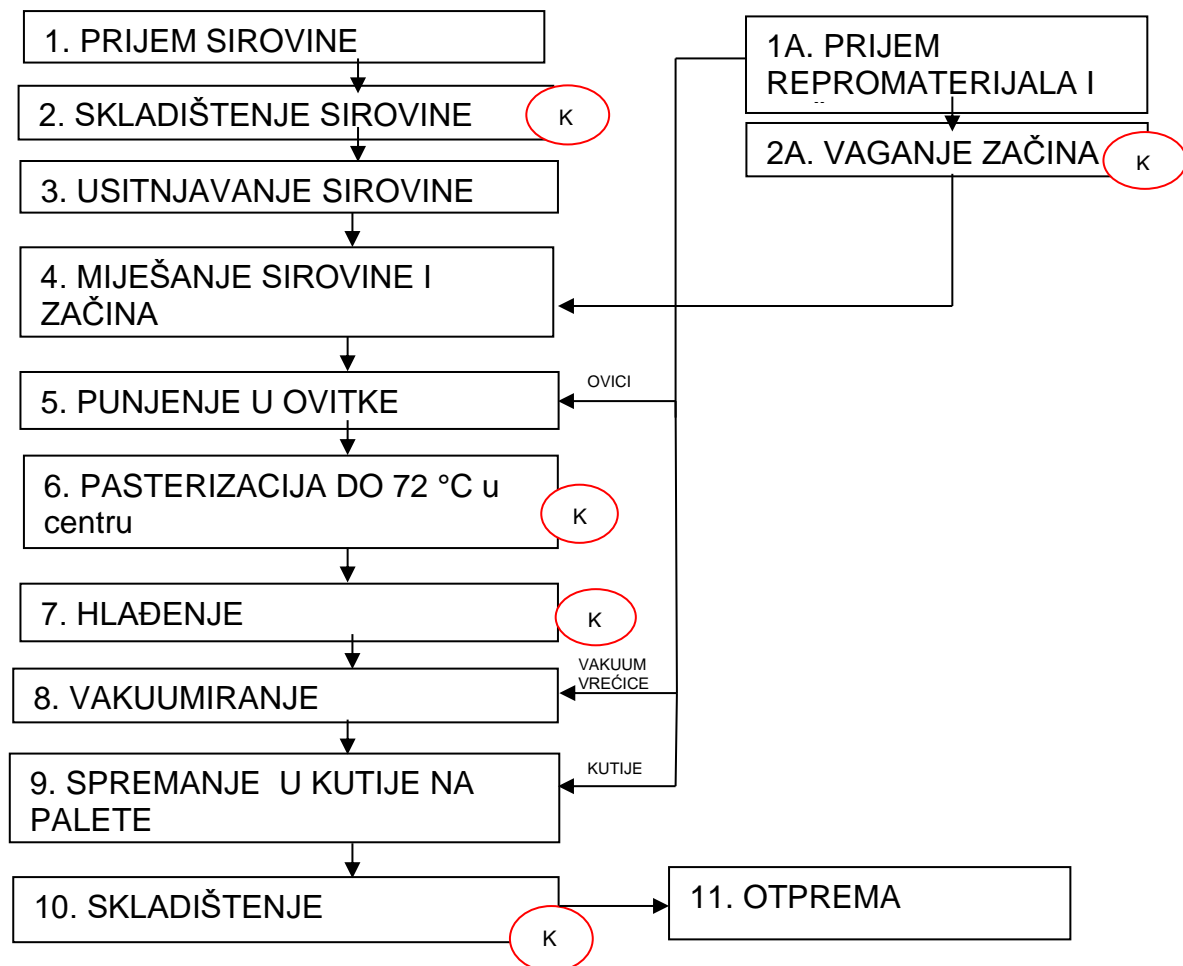 1. PRIJEM SIROVINE
1A. PRIJEM
REPROMATERIJALA I
2. SKLADIŠTENJE SIROVINE
K
2A. VAGANJE ZAČINA
K
3. USITNJAVANJE SIROVINE
4. MIJEŠANJE SIROVINE I
ZAČINA
OVICI
5. PUNJENJE U OVITKE
6. PASTERIZACIJA DO 72 °C u
centru
K
7. HLAĐENJE
K
VAKUUM
VREĆICE
8. VAKUUMIRANJE
KUTIJE
9. SPREMANJE U KUTIJE NA
PALETE
10. SKLADIŠTENJE
K
11. OTPREMA